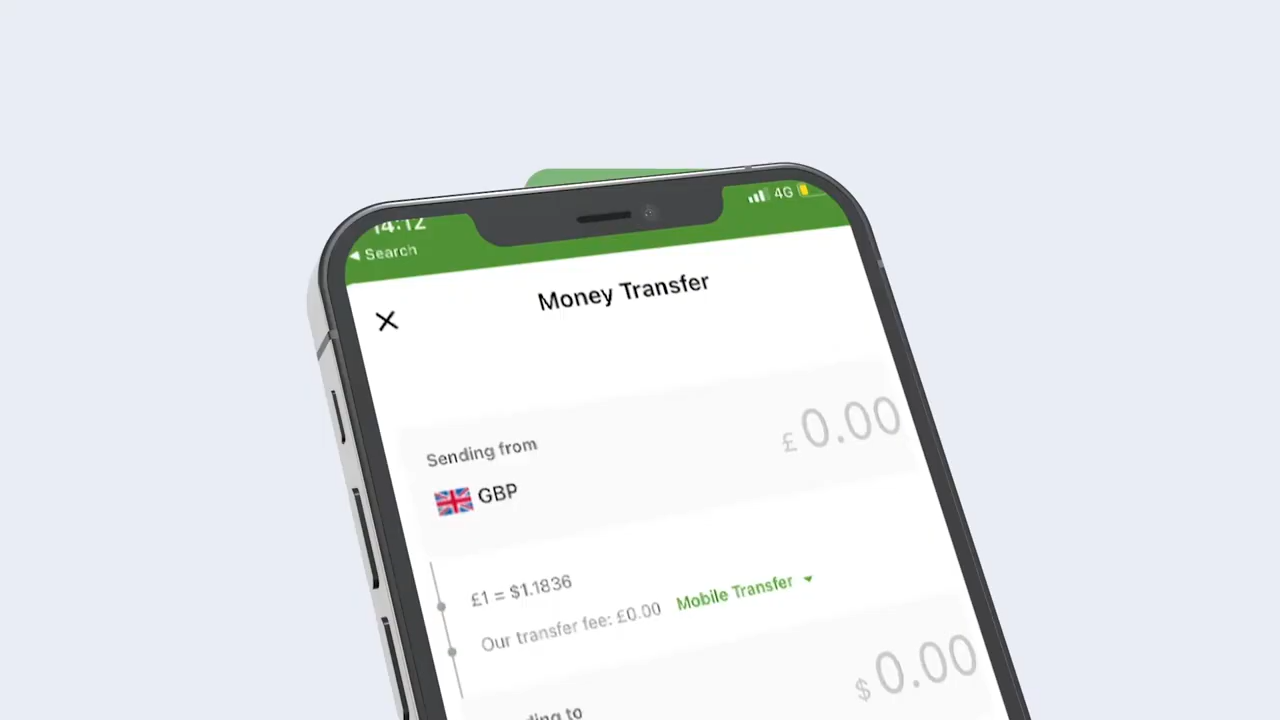 14:12
4G
Search
Money Transfer
£0.00
Sending from
GBP
£1 = $1.1836
Our transfer fee: £0.00 Mobile Transfer
$0.00
to